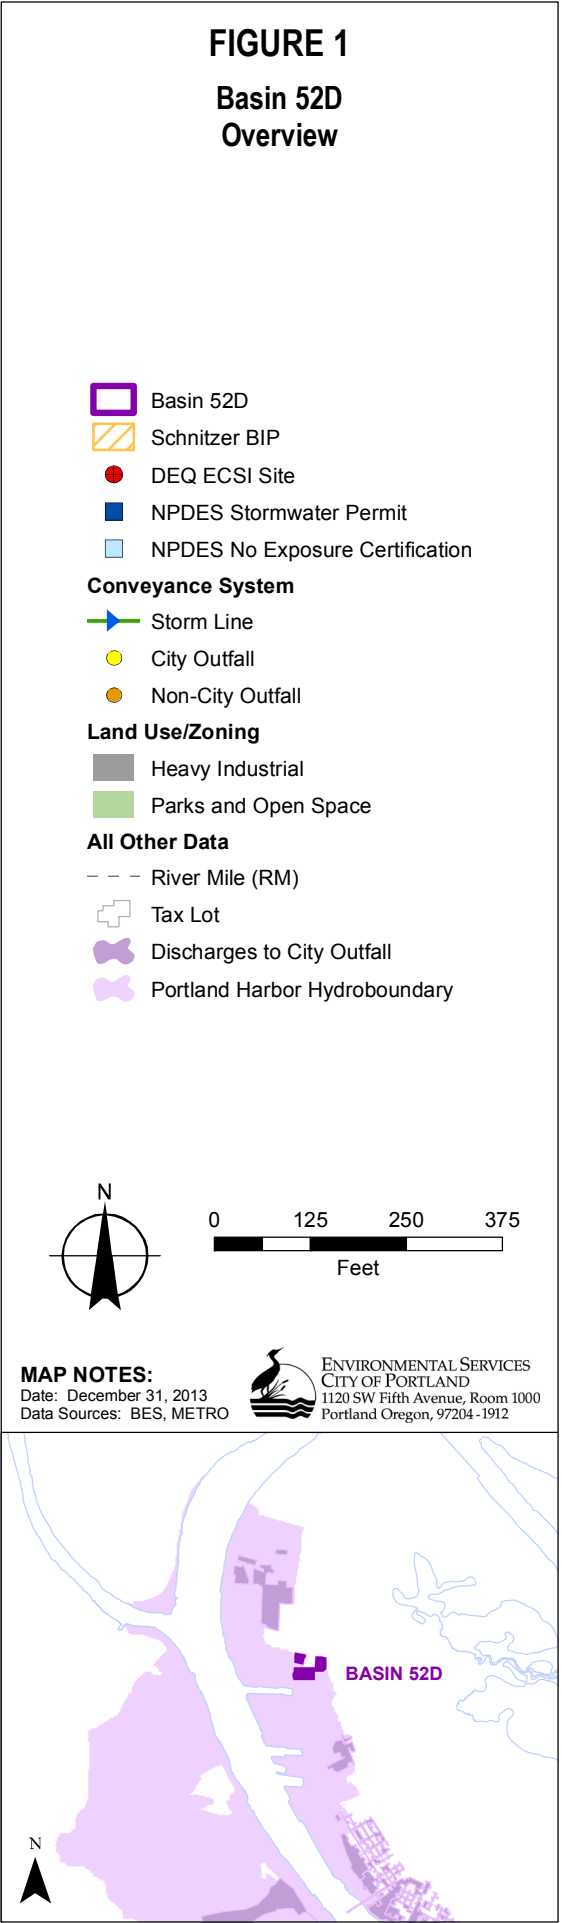 FIGURE 1
Basin 52D
Overview
Basin 52D
Schnitzer BIP
DEQ ECSI Site
NPDES Stormwater Permit
NPDES No Exposure Certification
Conveyance System
Storm Line
City Outfall
Non-City Outfall
Land Use/Zoning
Heavy Industrial
Parks and Open Space
All Other Data
River Mile (RM)
Tax Lot
Discharges to City Outfall
Portland Harbor Hydroboundary
N
0 125 250 375
Feet
MAP NOTES:
Date: December 31, 2013
Data Sources: BES, METRO
ENVIRONMENTAL SERVICES
CITY OF PORTLAND
1120 SW Fifth Avenue, Room 1000
Portland Oregon, 97204-1912
BASIN 52D
N